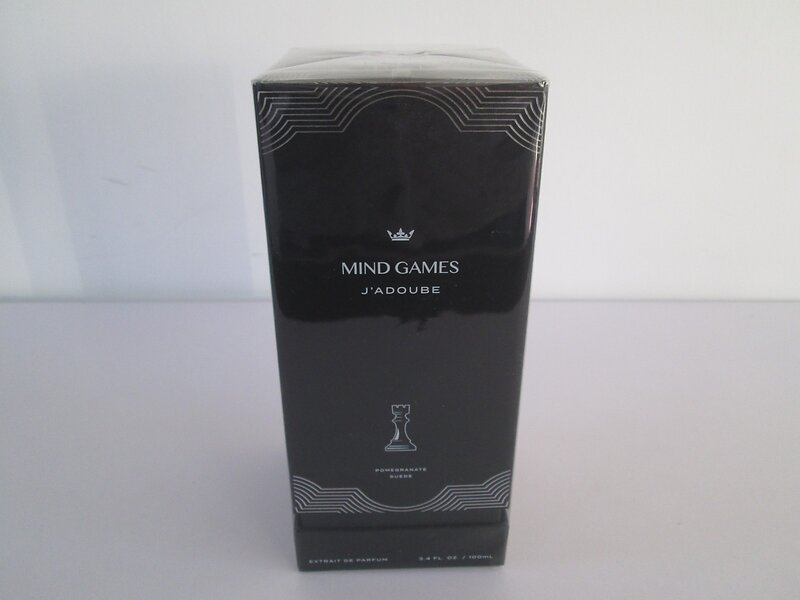 MIND GAMES
J'ADOUBE
POMEGRANATE
SUEDE
EXTRAIT DE PARFUM 3.4 FL. OZ. / 100mL